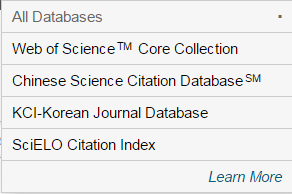 All Databases
Web of Science™ Core Collection
Chinese Science Citation Database℠
KCI-Korean Journal Database
SciELO Citation Index
Learn More